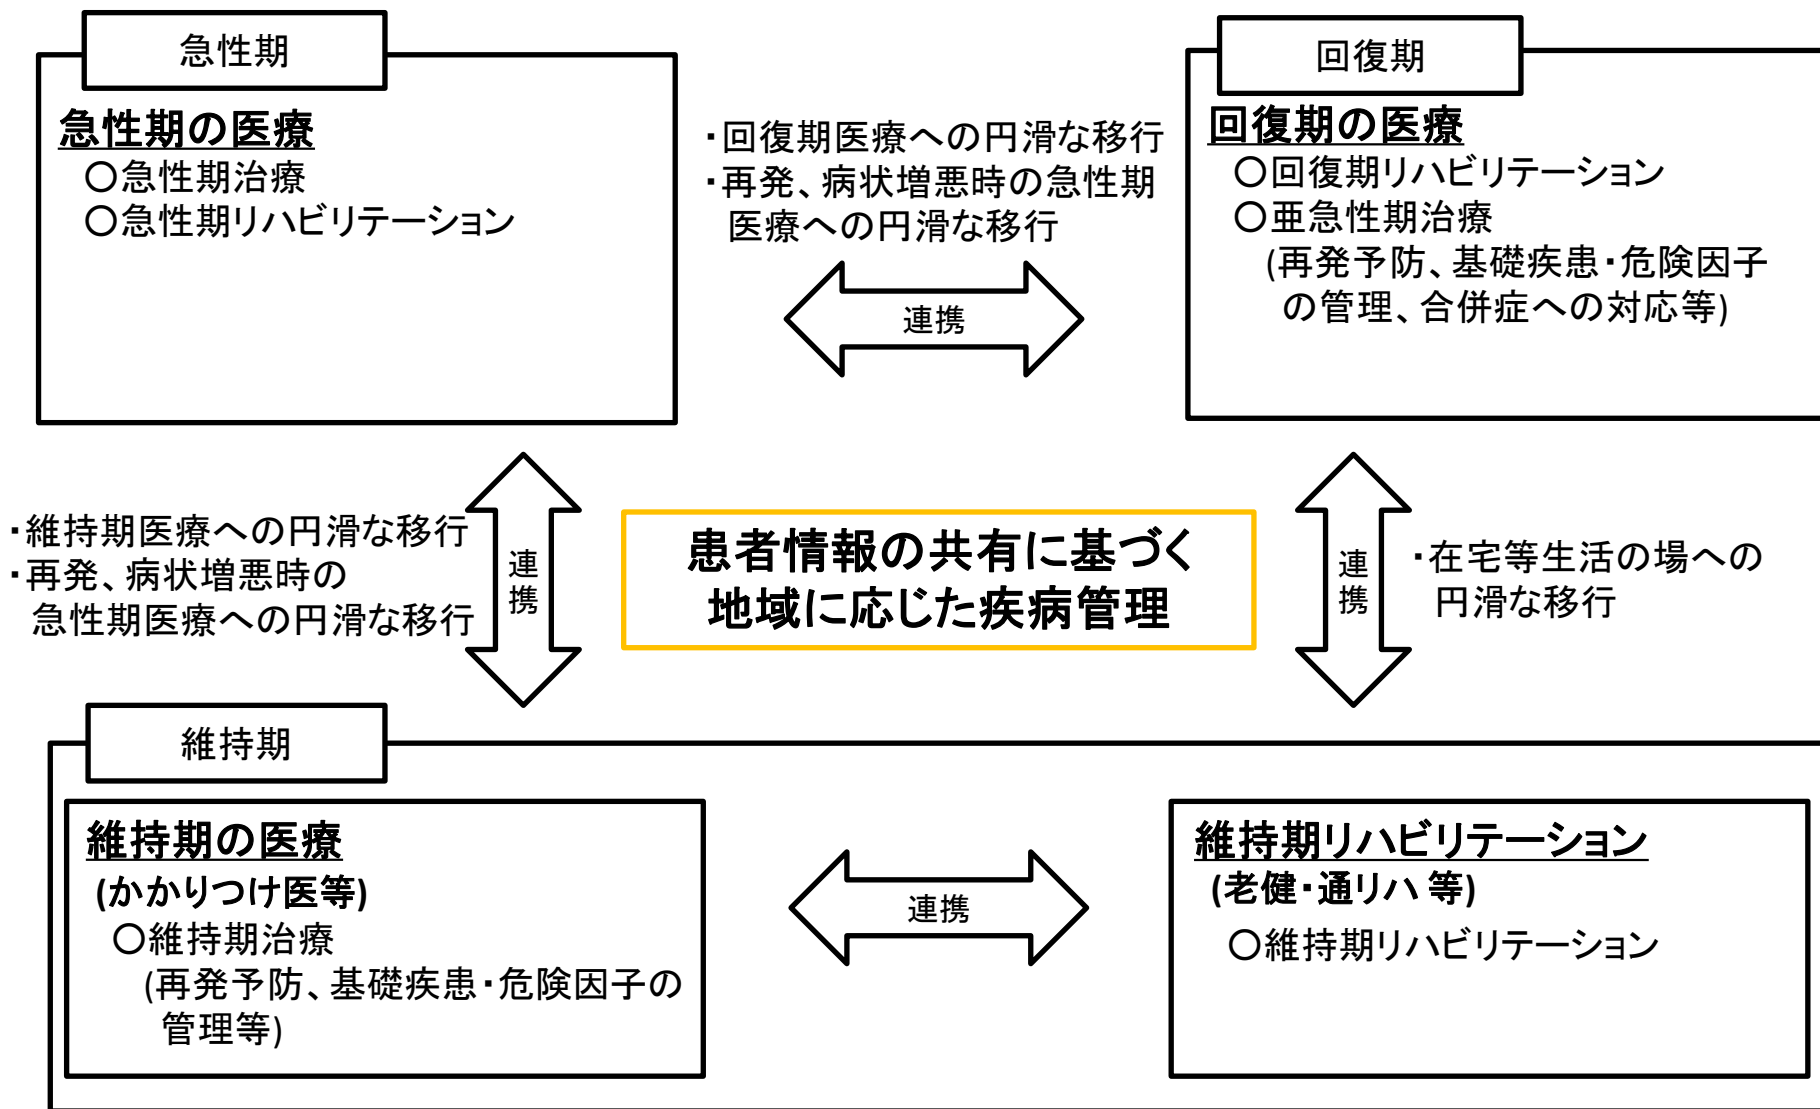 急性期
急性期の医療
〇急性期治療
〇急性期リハビリテーション
・回復期医療への円滑な移行
・再発、病状増悪時の急性期
医療への円滑な移行
連携
回復期
回復期の医療
〇回復期リハビリテーション
〇亜急性期治療
(再発予防、基礎疾患・危険因子
の管理、合併症への対応等)
・維持期医療への円滑な移行
・再発、病状増悪時の
急性期医療への円滑な移行
連携
患者情報の共有に基づく
地域に応じた疾病管理
連携
・在宅等生活の場への
円滑な移行
維持期
維持期の医療
(かかりつけ医等)
〇維持期治療
(再発予防、基礎疾患・危険因子の
管理等)
連携
維持期リハビリテーション
(老健・通リハ 等)
〇維持期リハビリテーション